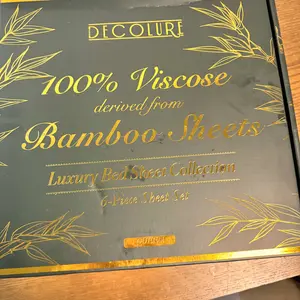 DECOLURE
100% Viscose
derived from
Bamboo Sheets
Luxury Bed Sheet Collection
6-Piece Sheet Set